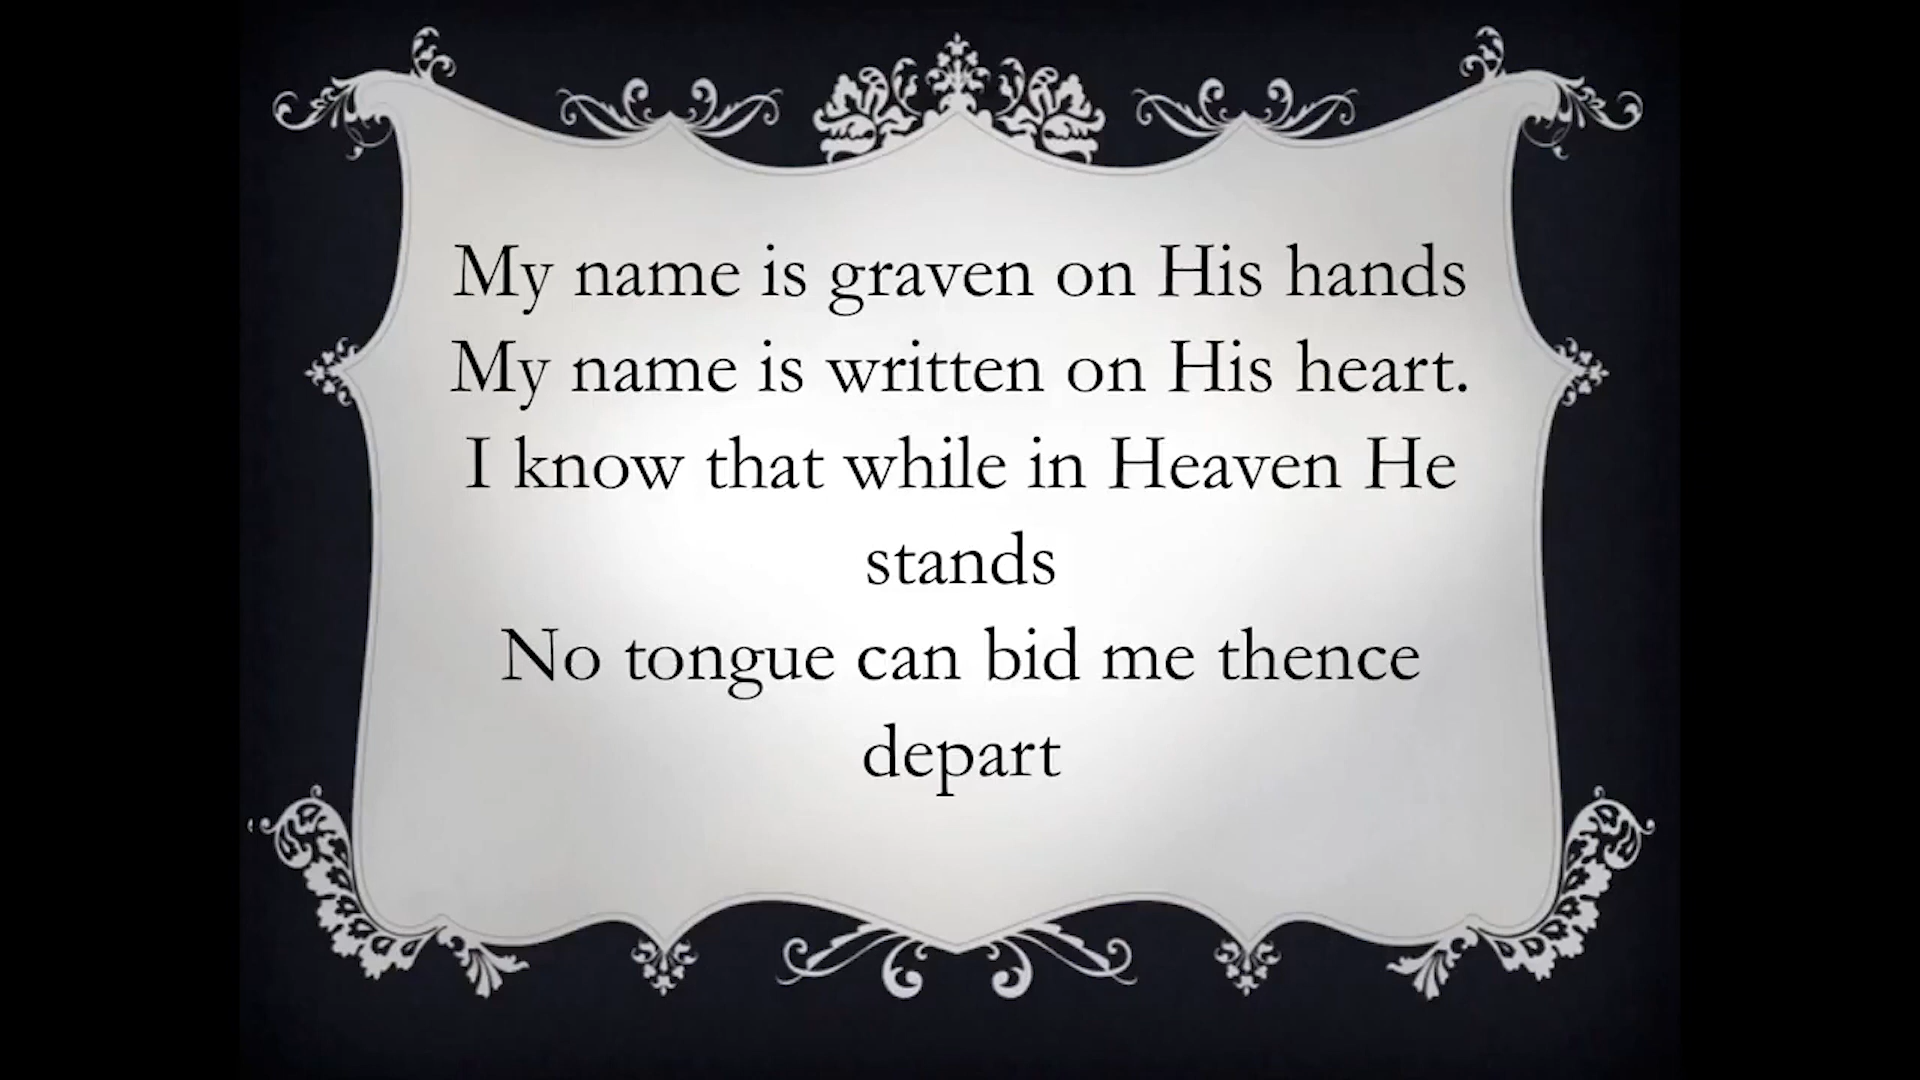 My name is graven on His hands
My name is written on His heart.
I know that while in Heaven He
stands
No tongue can bid me thence
depart